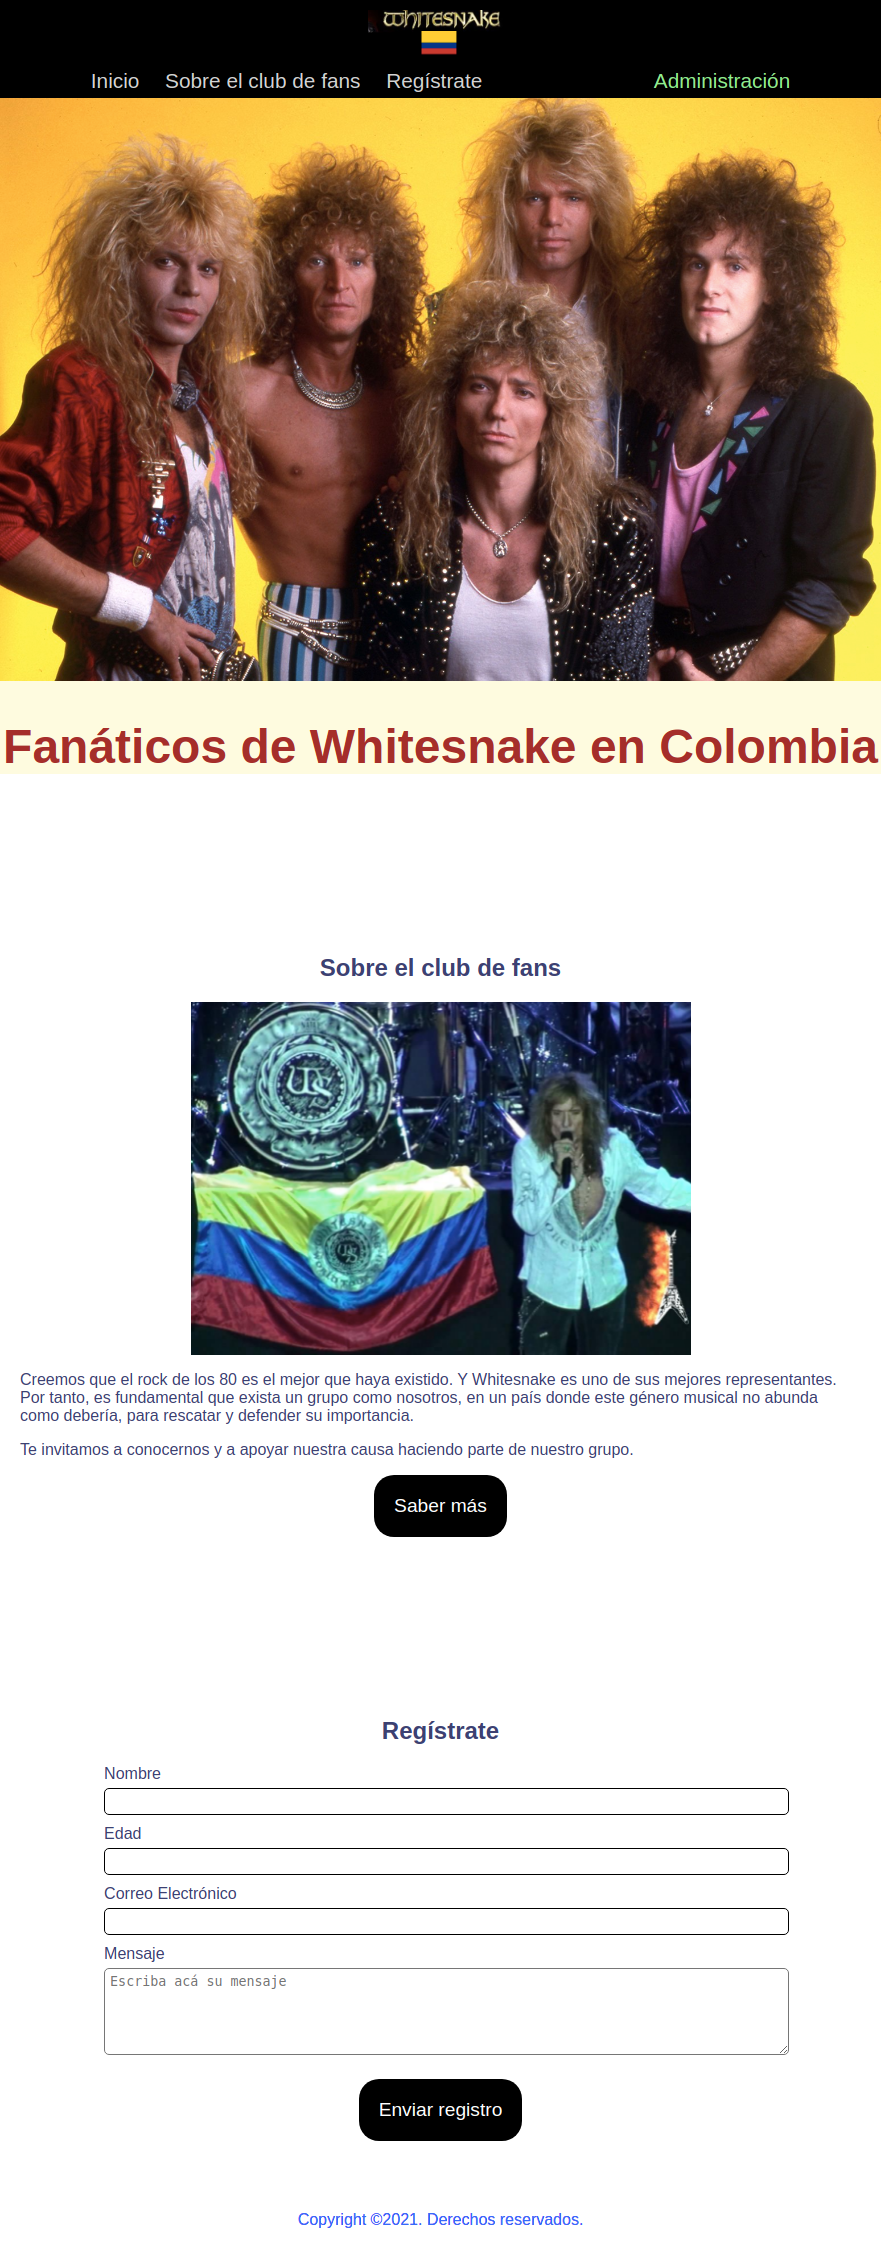 WHITESNAKE
Inicio Sobre el club de fans Regístrate Administración
Fanáticos de Whitesnake en Colombia
Sobre el club de fans
Creemos que el rock de los 80 es el mejor que haya existido. Y Whitesnake es uno de sus mejores representantes.
Por tanto, es fundamental que exista un grupo como nosotros, en un país donde este género musical no abunda
como debería, para rescatar y defender su importancia.
Te invitamos a conocernos y a apoyar nuestra causa haciendo parte de nuestro grupo.
Saber más
Regístrate
Nombre
Edad
Correo Electrónico
Mensaje
Escriba acá su mensaje
Enviar registro
Copyright ©2021. Derechos reservados.